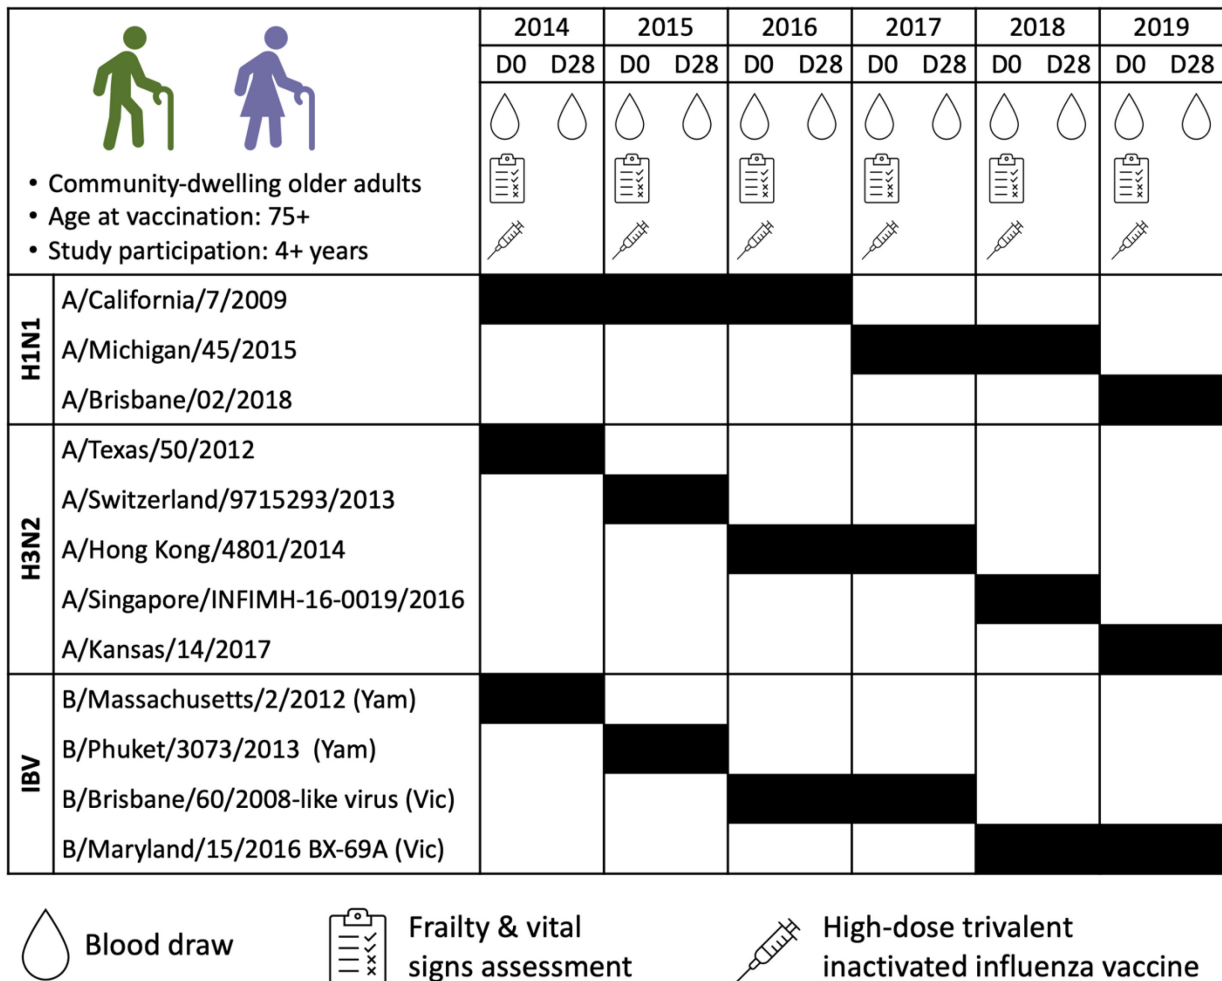 2014 2015 2016 2017 2018 2019
D0 D28 D0 D28 D0 D28 D0 D28 D0 D28 D0 D28
• Community-dwelling older adults
• Age at vaccination: 75+
• Study participation: 4+ years
H1N1
A/California/7/2009
A/Michigan/45/2015
A/Brisbane/02/2018
H3N2
A/Texas/50/2012
A/Switzerland/9715293/2013
A/Hong Kong/4801/2014
A/Singapore/INFIMH-16-0019/2016
A/Kansas/14/2017
IBV
B/Massachusetts/2/2012 (Yam)
B/Phuket/3073/2013 (Yam)
B/Brisbane/60/2008-like virus (Vic)
B/Maryland/15/2016 BX-69A (Vic)
Blood draw
Frailty & vital
signs assessment
High-dose trivalent
inactivated influenza vaccine